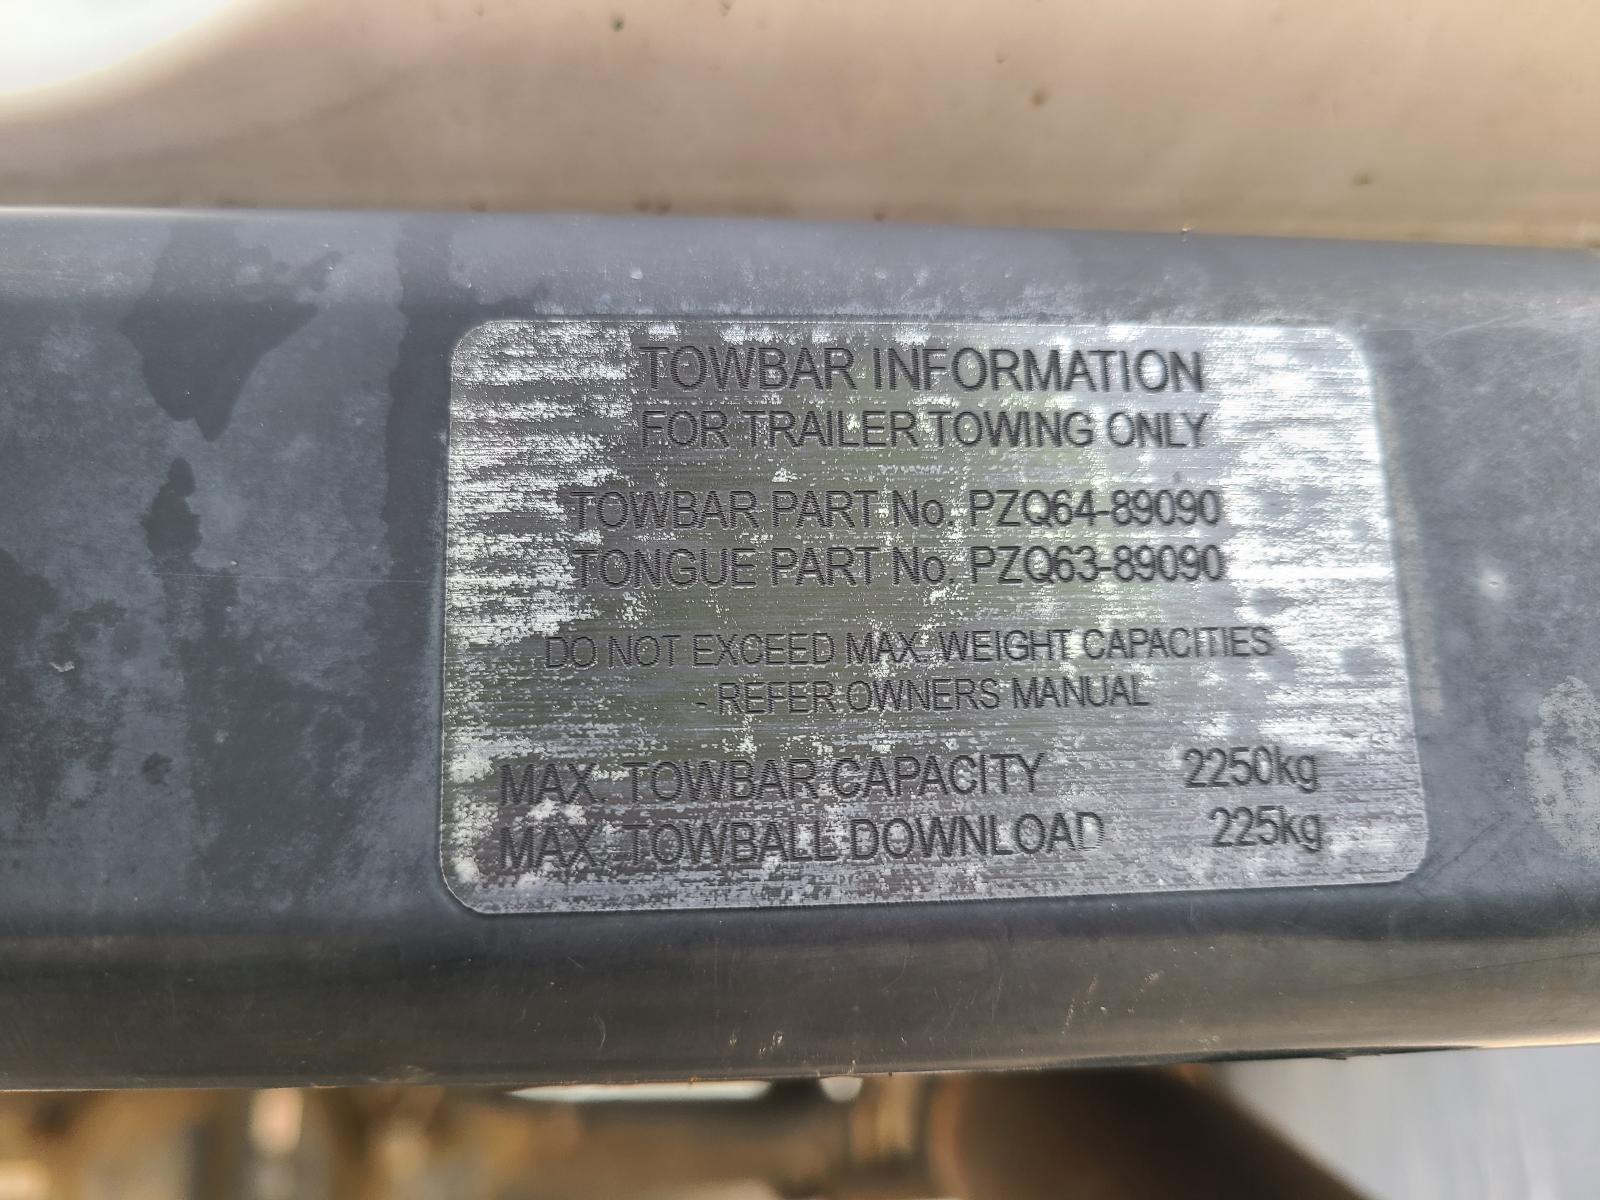 TOWBAR INFORMATION
FOR TRAILER TOWING ONLY
TOWBAR PART No. PZQ64-89090
TONGUE PART No. PZQ63-89090
DO NOT EXCEED MAX. WEIGHT CAPACITIES
- REFER OWNERS MANUAL
MAX. TOWBAR CAPACITY 2250kg
MAX. TOWBALL DOWNLOAD 225kg